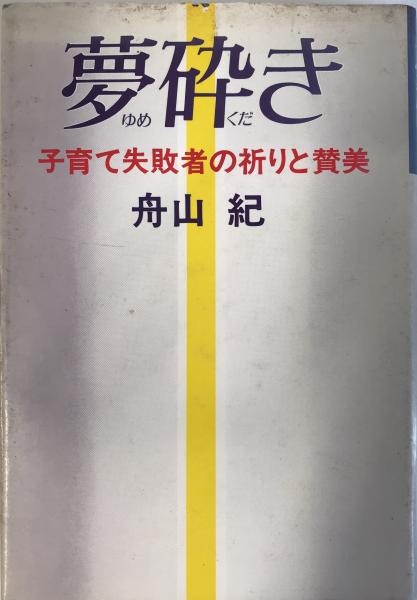 夢砕き
ゆめ くだ
子育て失敗者の祈りと賛美
舟山 紀